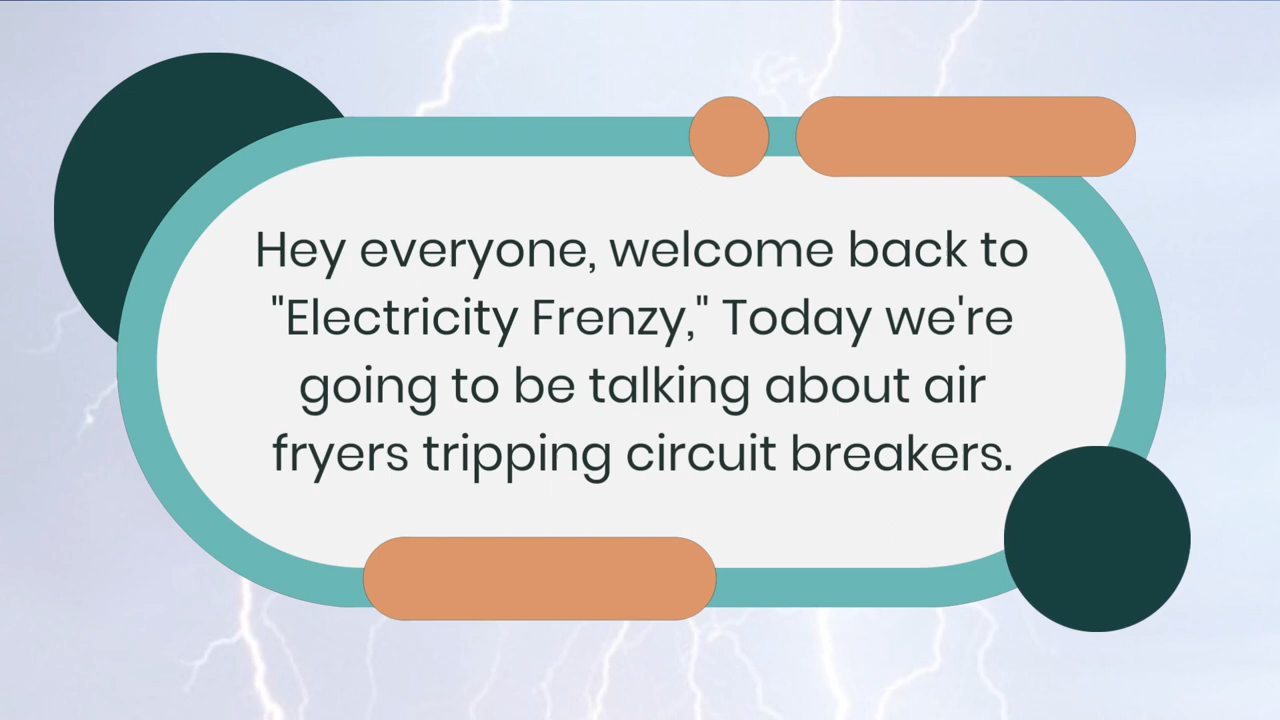 Hey everyone, welcome back to
"Electricity Frenzy," Today we're
going to be talking about air
fryers tripping circuit breakers.